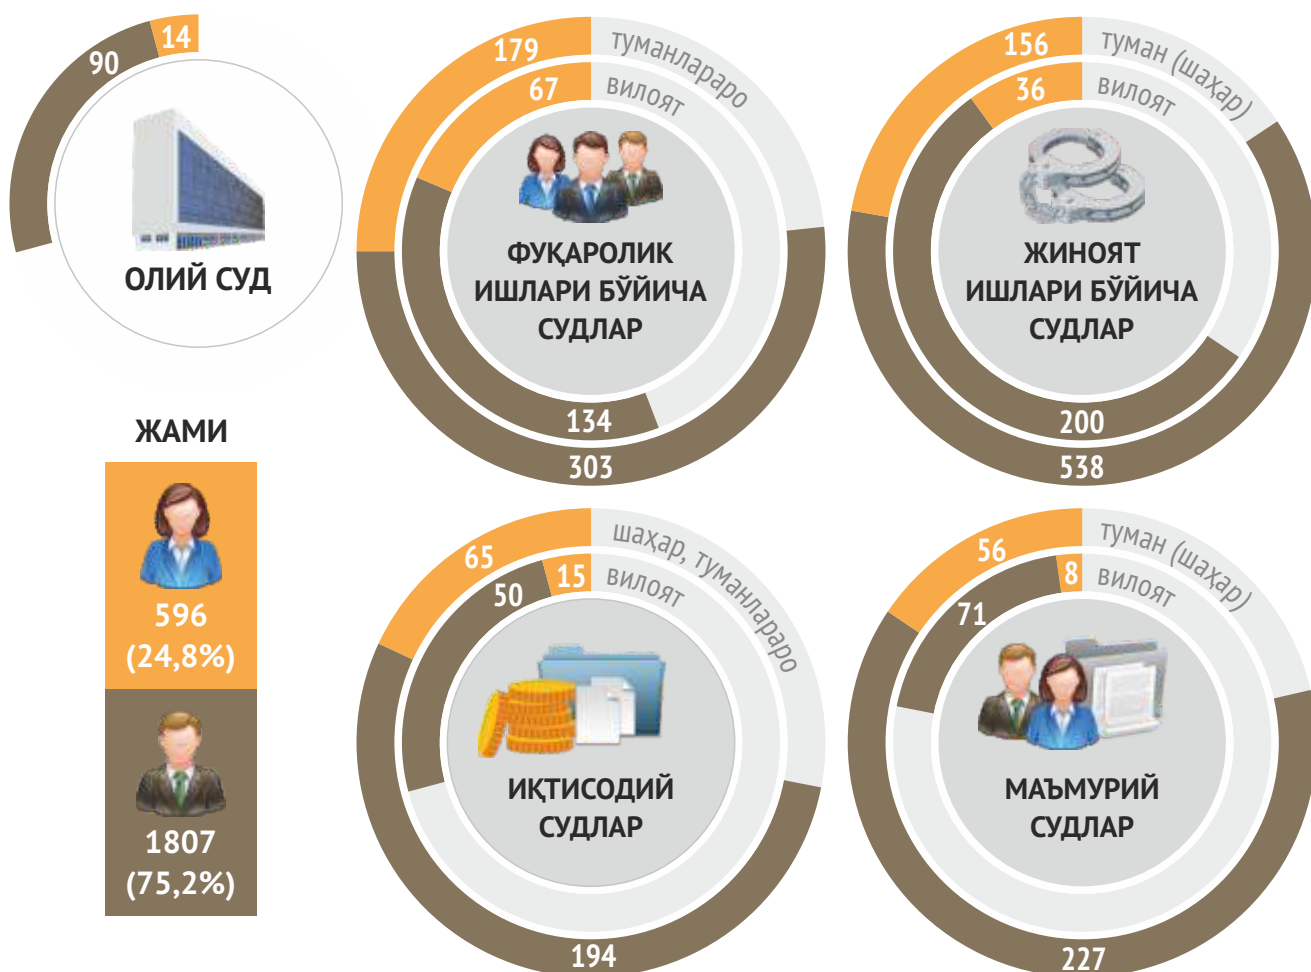 90
14
ОЛИЙ СУД
179
туманлараро
67
вилоят
ФУҚАРОЛИК
ИШЛАРИ БЎЙИЧА
СУДЛАР
134
303
156
туман (шаҳар)
36
вилоят
ЖИНОЯТ
ИШЛАРИ БЎЙИЧА
СУДЛАР
200
538
ЖАМИ
596
(24,8%)
1807
(75,2%)
65
шаҳар, туманлараро
50
15
вилоят
ИҚТИСОДИЙ
СУДЛАР
194
56
туман (шаҳар)
71
8
вилоят
МАЪМУРИЙ
СУДЛАР
227